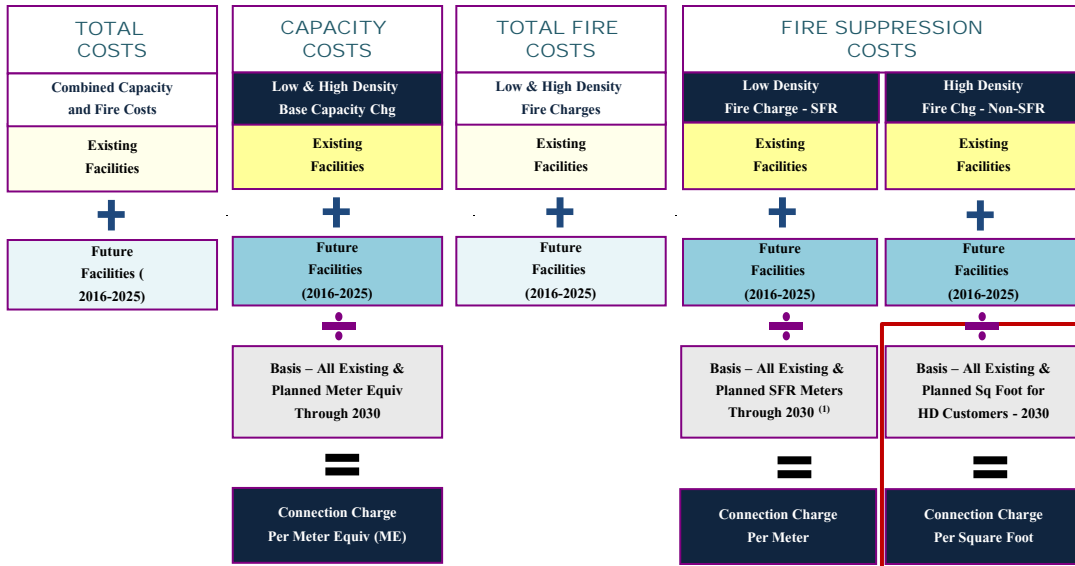 TOTAL
COSTS
CAPACITY
COSTS
TOTAL FIRE
COSTS
FIRE SUPPRESSION
COSTS
Combined Capacity
and Fire Costs
Low & High Density
Base Capacity Chg
Low & High Density
Fire Charges
Low Density
Fire Charge - SFR
High Density
Fire Chg - Non-SFR
Existing
Facilities
Existing
Facilities
Existing
Facilities
Existing
Facilities
Existing
Facilities
+
+
+
+
+
Future
Facilities (
2016-2025)
Future
Facilities
(2016-2025)
Future
Facilities
(2016-2025)
Future
Facilities
(2016-2025)
Future
Facilities
(2016-2025)
÷
÷
÷
Basis – All Existing &
Planned Meter Equiv
Through 2030
Basis – All Existing &
Planned SFR Meters
Through 2030 (1)
Basis – All Existing &
Planned Sq Foot for
HD Customers - 2030
=
=
=
Connection Charge
Per Meter Equiv (ME)
Connection Charge
Per Meter
Connection Charge
Per Square Foot